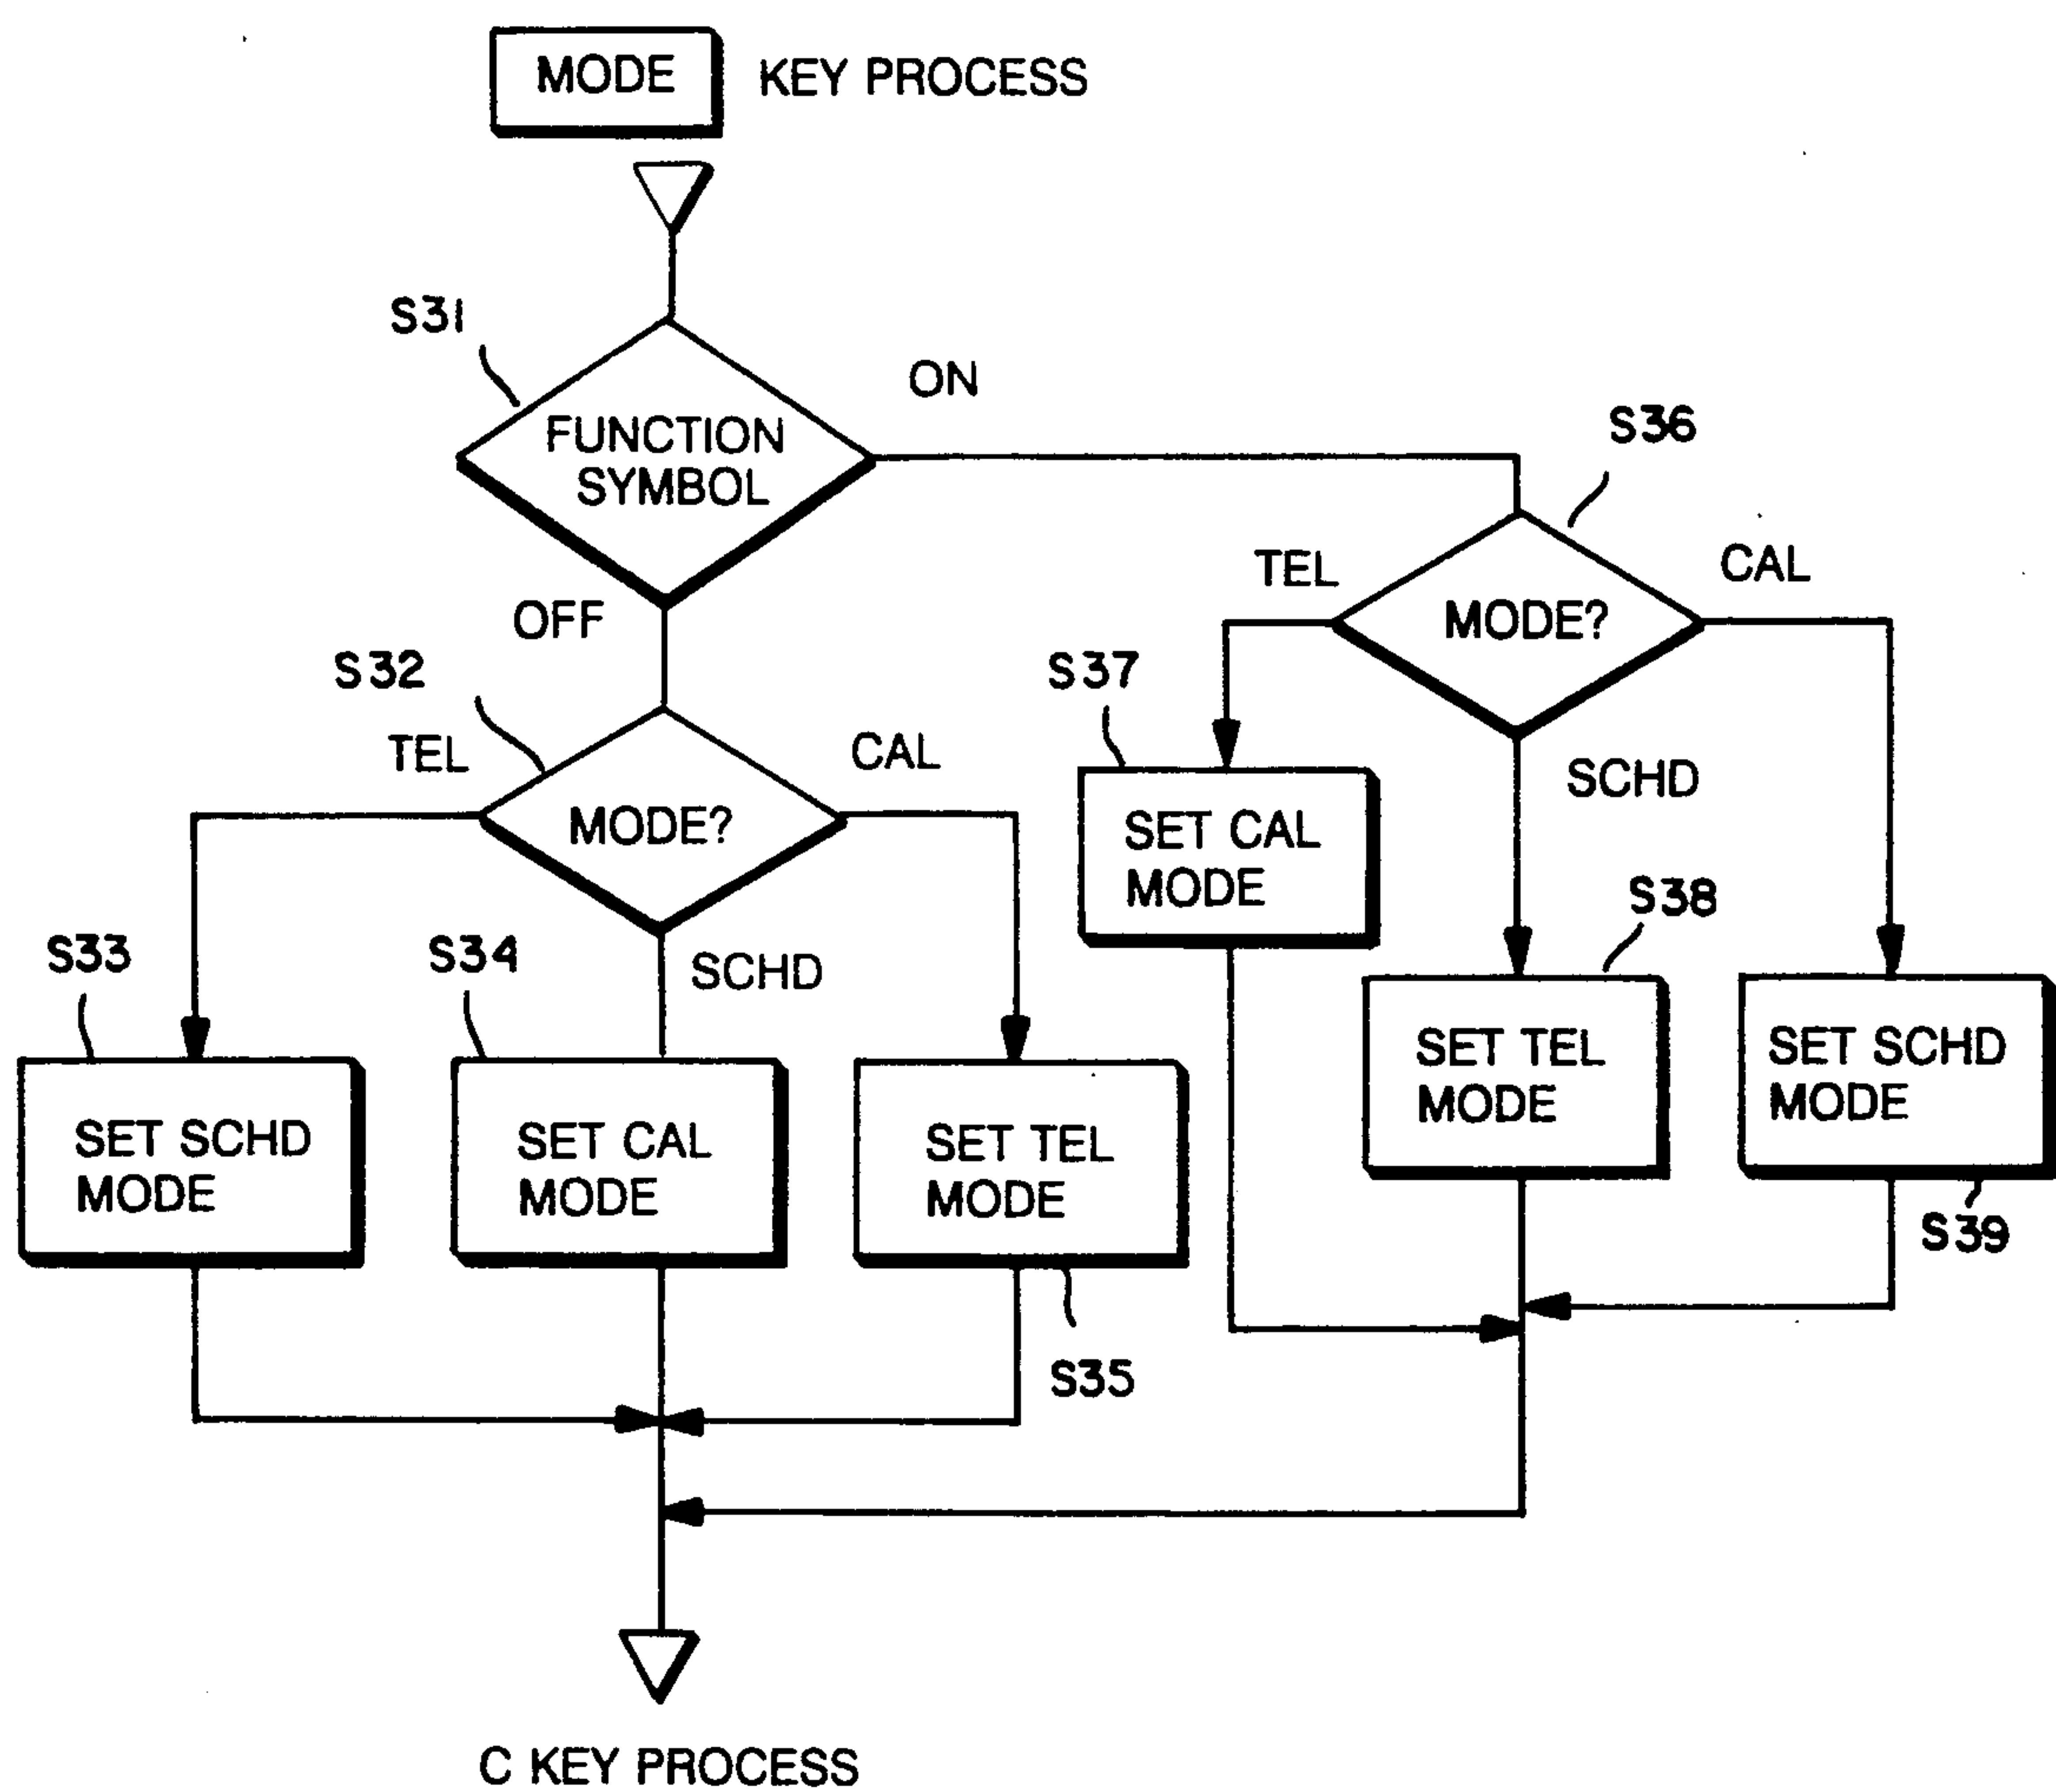 MODE KEY PROCESS
S31
ON
FUNCTION
SYMBOL
S36
TEL
CAL
MODE?
OFF
S32
S37
TEL
CAL
SCHD
MODE?
SET CAL
MODE
S38
S33
S34
SCHD
SET TEL
MODE
SET SCHD
MODE
SET SCHD
MODE
SET CAL
MODE
SET TEL
MODE
S39
S35
C KEY PROCESS